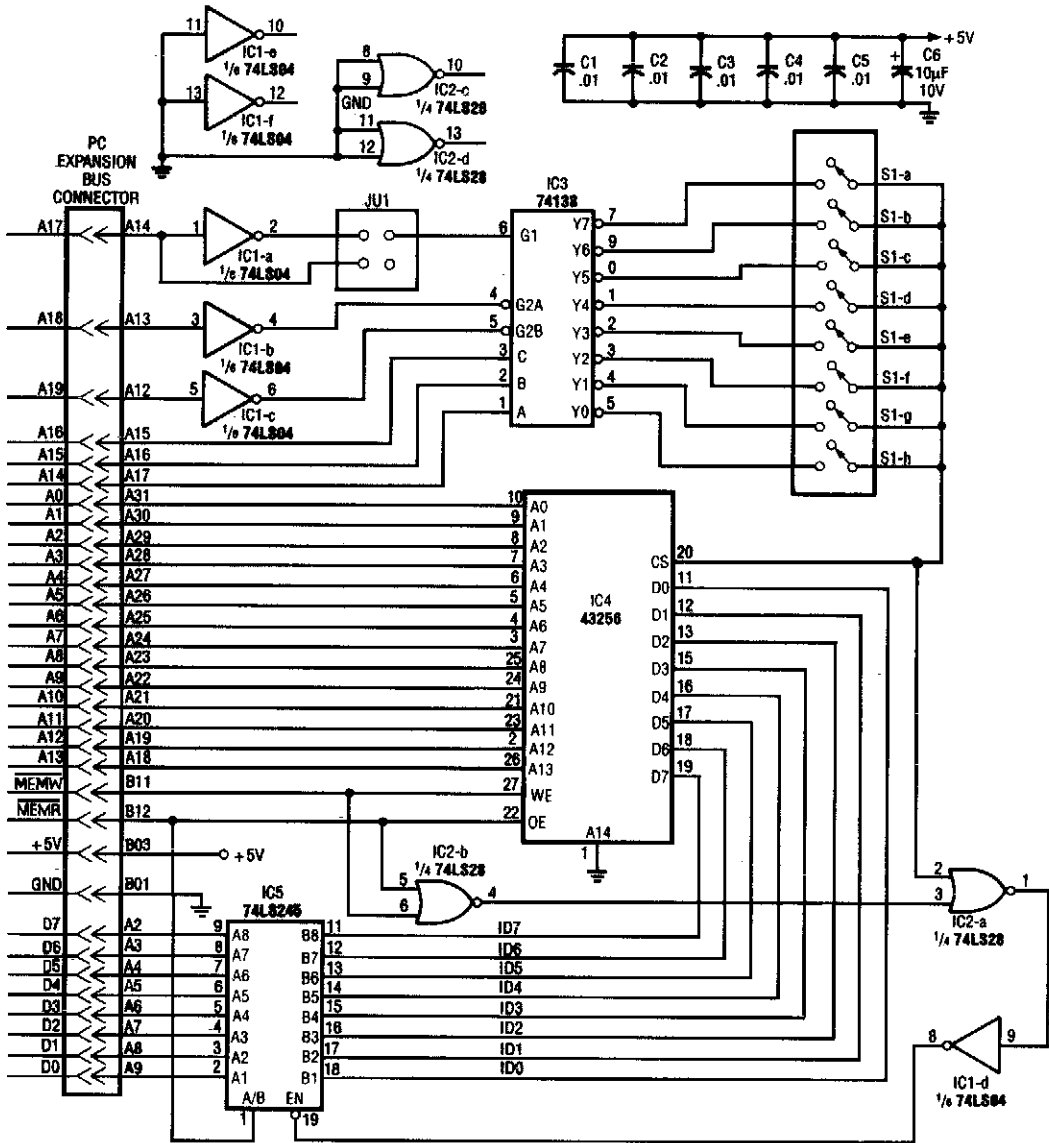 11 10
IC1-e
1/6 74LS04
13 12
IC1-f
1/6 74LS04
8
9
10
GND
IC2-c
1/4 74LS28
11
12
13
IC2-d
1/4 74LS28
+5V
C1
.01
C2
.01
C3
.01
C4
.01
C5
.01
+
C6
10µF
10V
PC
EXPANSION
BUS
CONNECTOR
A17 A14
1 2
IC1-a
1/6 74LS04
JU1
A18 A13
3 4
IC1-b
1/6 74LS04
A19 A12
5 6
IC1-c
1/6 74LS04
A16 A15
A15 A16
A14 A17
IC3
74138
6 G1
4 G2A
5 G2B
3 C
2 B
1 A
Y7 7
Y6 9
Y5 0
Y4 1
Y3 2
Y2 3
Y1 4
Y0 5
S1-a
S1-b
S1-c
S1-d
S1-e
S1-f
S1-g
S1-h
A0 A31 10 A0
A1 A30 9 A1
A2 A29 8 A2
A3 A28 7 A3
A4 A27 6 A4
A5 A26 5 A5
A6 A25 4 A6
A7 A24 3 A7
A8 A23 25 A8
A9 A22 24 A9
A10 A21 21 A10
A11 A20 23 A11
A12 A19 2 A12
A13 A18 26 A13
MEMW B11 27 WE
MEMR B12 22 OE
IC4
43256
CS 20
D0 11
D1 12
D2 13
D3 15
D4 16
D5 17
D6 18
D7 19
A14
1
+5V B03 +5V
GND B01
IC2-b
1/4 74LS28
5
6
4
2
3
1
IC2-a
1/4 74LS28
IC5
74LS245
D7 A2 9 A8 B8 11 ID7
D6 A3 8 A7 B7 12 ID6
D5 A4 7 A6 B6 13 ID5
D4 A5 6 A5 B5 14 ID4
D3 A6 5 A4 B4 15 ID3
D2 A7 4 A3 B3 16 ID2
D1 A8 3 A2 B2 17 ID1
D0 A9 2 A1 B1 18 ID0
A/B EN
1 19
8 9
IC1-d
1/6 74LS04